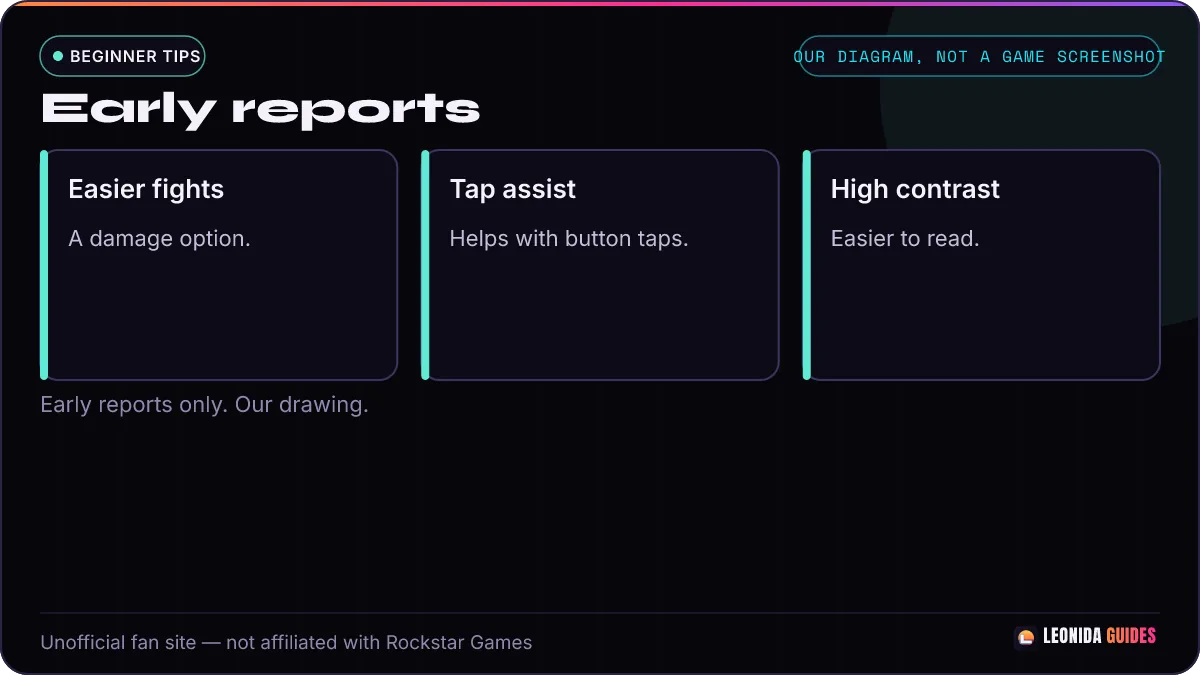 BEGINNER TIPS
OUR DIAGRAM, NOT A GAME SCREENSHOT
Early reports
Easier fights
A damage option.
Tap assist
Helps with button taps.
High contrast
Easier to read.
Early reports only. Our drawing.
Unofficial fan site — not affiliated with Rockstar Games
LEONIDA GUIDES